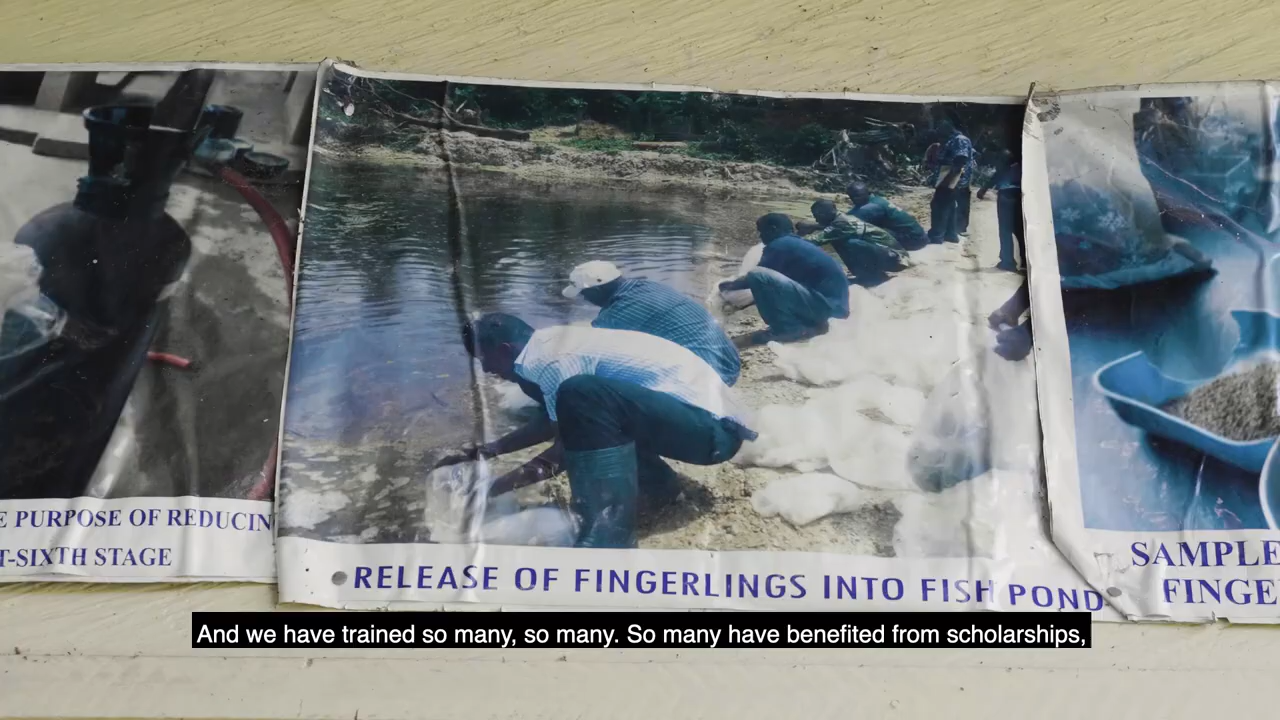 E PURPOSE OF REDUCIN
T-SIXTH STAGE
RELEASE OF FINGERLINGS INTO FISH POND
SAMPLE
FINGE
And we have trained so many, so many. So many have benefited from scholarships,